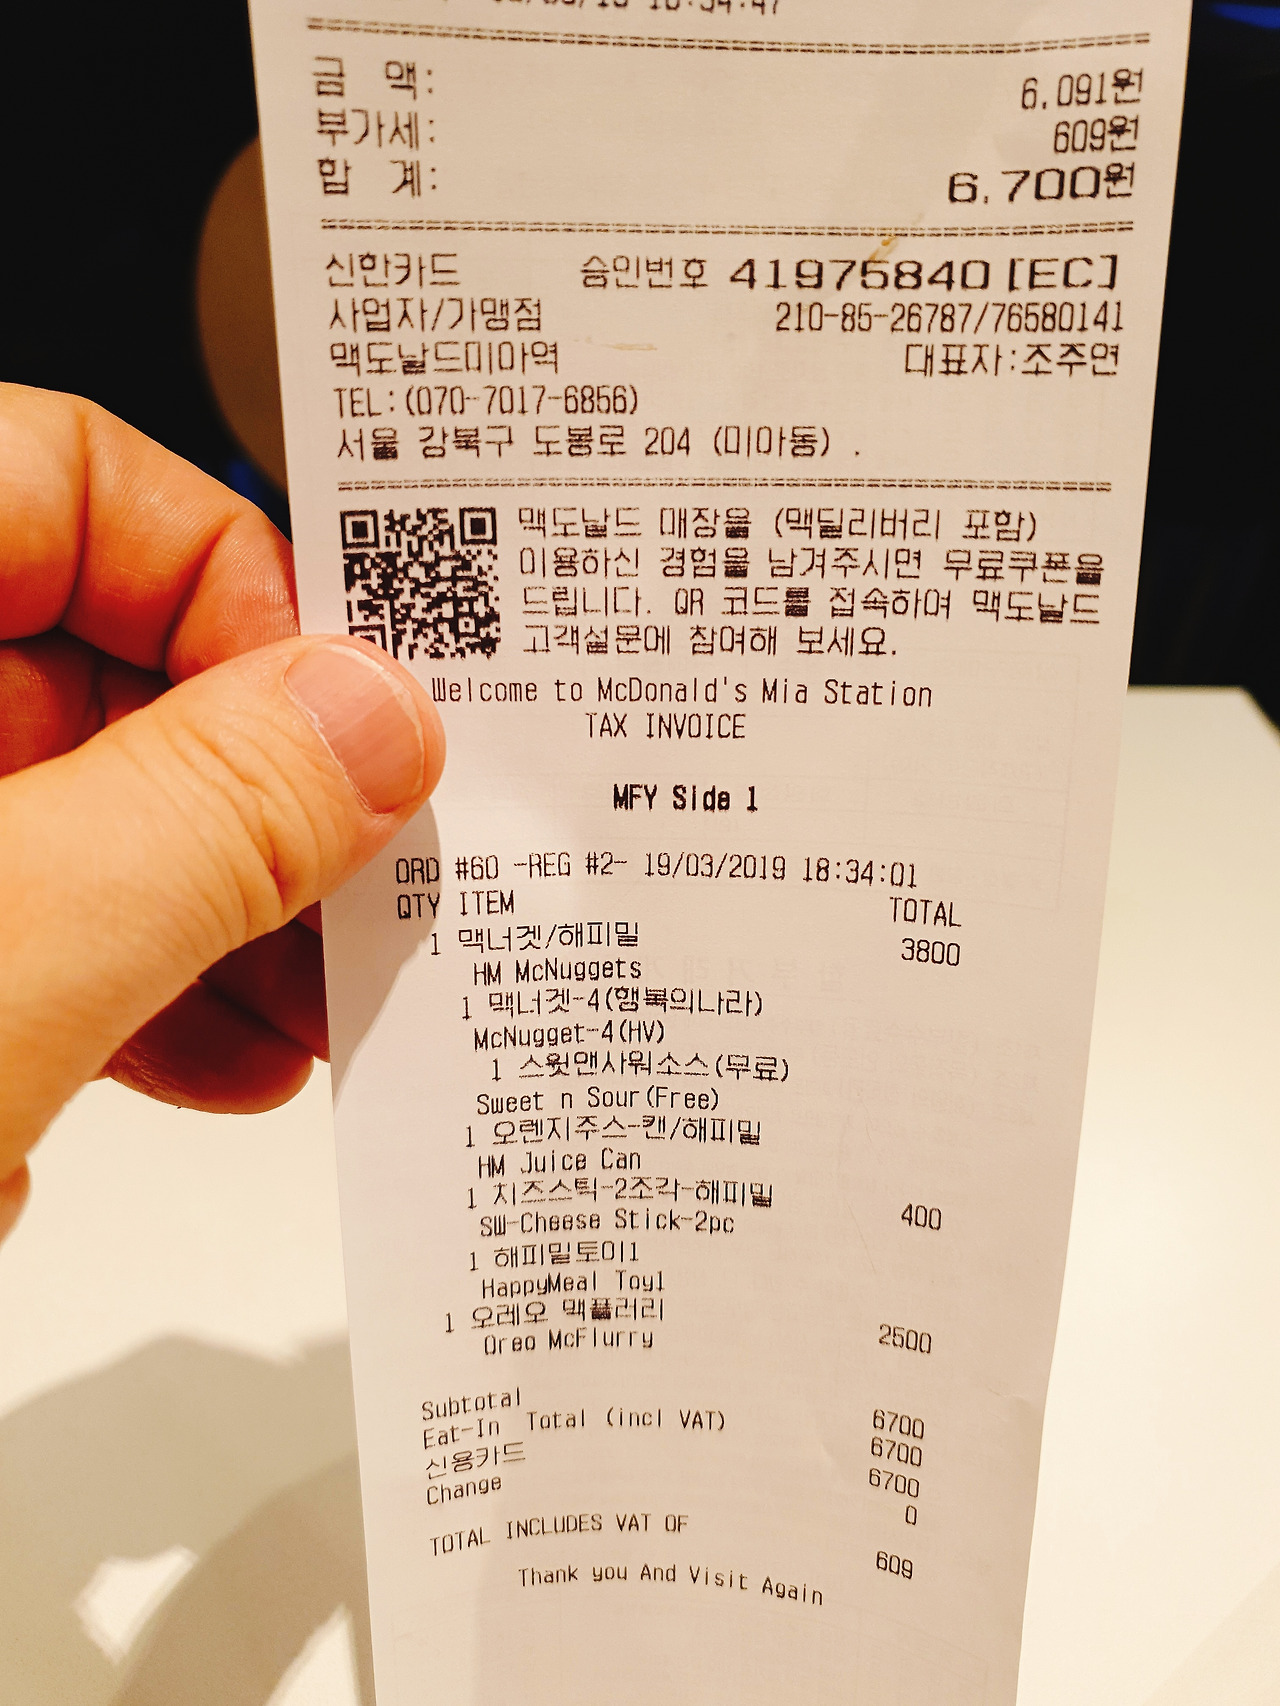 금 액: 6,091원
부가세: 609원
합 계: 6,700원
신한카드 승인번호 41975840 [EC]
사업자/가맹점 210-85-26787/76580141
맥도날드미아역 대표자:조주연
TEL:(070-7017-6856)
서울 강북구 도봉로 204 (미아동) .
맥도날드 매장을 (맥딜리버리 포함)
이용하신 경험을 남겨주시면 무료쿠폰을
드립니다. QR 코드를 접속하여 맥도날드
고객설문에 참여해 보세요.
Welcome to McDonald's Mia Station
TAX INVOICE
MFY Side 1
ORD #60 -REG #2- 19/03/2019 18:34:01
QTY ITEM TOTAL
1 맥너겟/해피밀 3800
HM McNuggets
1 맥너겟-4(행복의나라)
McNugget-4(HV)
1 스윗앤사워소스(무료)
Sweet n Sour(Free)
1 오렌지주스-캔/해피밀
HM Juice Can
1 치즈스틱-2조각-해피밀
SW-Cheese Stick-2pc 400
1 해피밀토이1
HappyMeal Toy1
1 오레오 맥플러리
Oreo McFlurry 2500
Subtotal 6700
Eat-In Total (incl VAT) 6700
신용카드 6700
Change 0
TOTAL INCLUDES VAT OF 609
Thank you And Visit Again